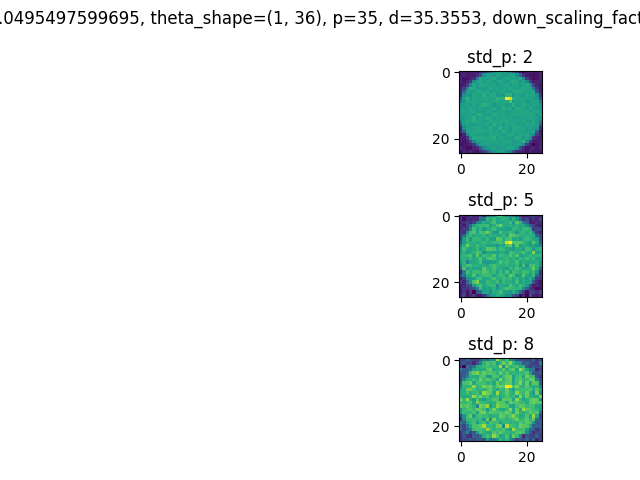 .0495497599695, theta_shape=(1, 36), p=35, d=35.3553, down_scaling_fact
std_p: 2
0
20
0 20
std_p: 5
0
20
0 20
std_p: 8
0
20
0 20